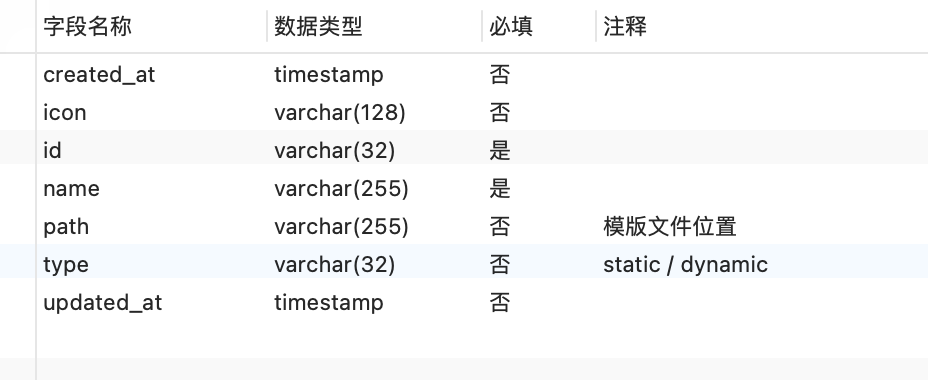 字段名称 数据类型 必填 注释
created_at timestamp 否
icon varchar(128) 否
id varchar(32) 是
name varchar(255) 是
path varchar(255) 否 模版文件位置
type varchar(32) 否 static / dynamic
updated_at timestamp 否